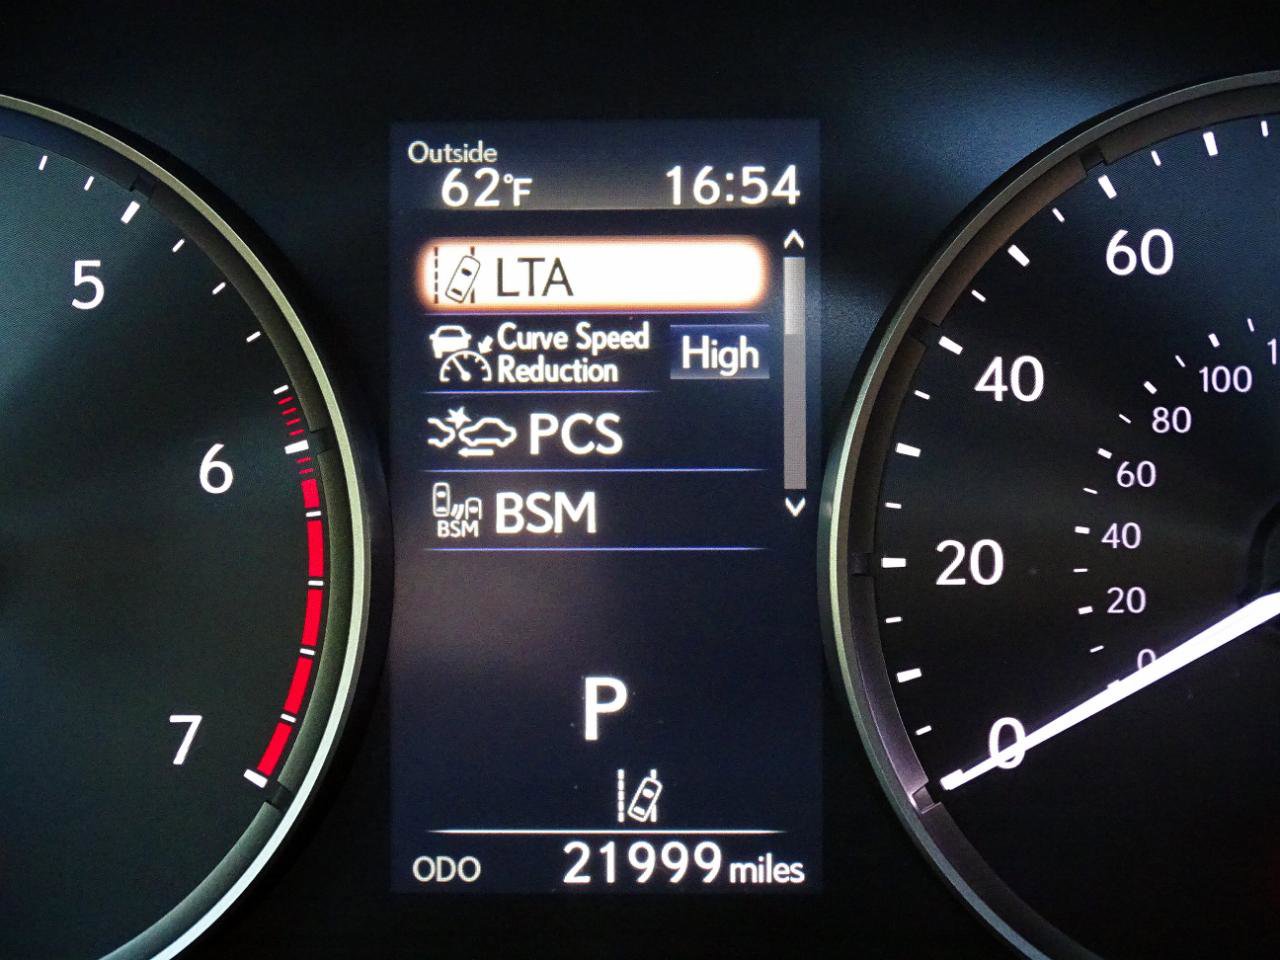 Outside
62°F 16:54
LTA
Curve Speed
Reduction
High
PCS
BSM
BSM
P
ODO 21999 miles
5
6
7
0
20
40
60
0
20
40
60
80
100